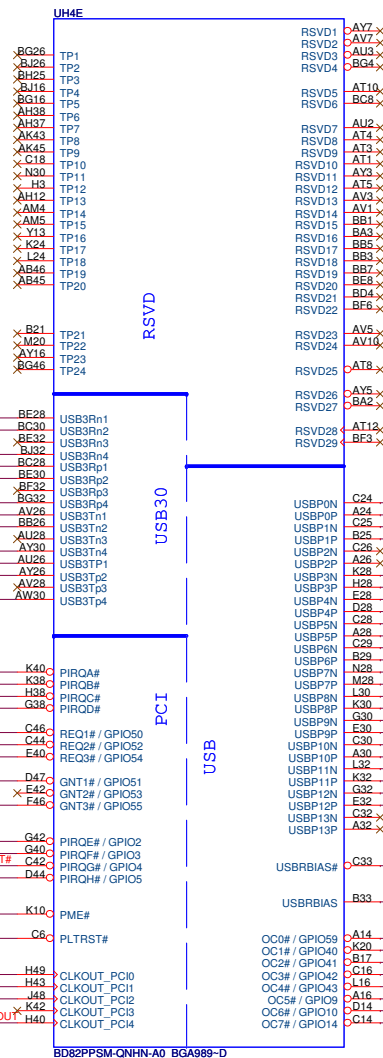 UH4E
BG26 TP1
BJ26 TP2
BH25 TP3
BJ16 TP4
BG16 TP5
AH38 TP6
AH37 TP7
AK43 TP8
AK45 TP9
C18 TP10
N30 TP11
H3 TP12
AH12 TP13
AM4 TP14
AM5 TP15
Y13 TP16
K24 TP17
L24 TP18
AB46 TP19
AB45 TP20
B21 TP21
M20 TP22
AY16 TP23
BG46 TP24
RSVD
RSVD1 AY7
RSVD2 AV7
RSVD3 AU3
RSVD4 BG4
RSVD5 AT10
RSVD6 BC8
RSVD7 AU2
RSVD8 AT4
RSVD9 AT3
RSVD10 AT1
RSVD11 AY3
RSVD12 AT5
RSVD13 AV3
RSVD14 AV1
RSVD15 BB1
RSVD16 BA3
RSVD17 BB5
RSVD18 BB3
RSVD19 BB7
RSVD20 BE8
RSVD21 BD4
RSVD22 BF6
RSVD23 AV5
RSVD24 AV10
RSVD25 AT8
RSVD26 AY5
RSVD27 BA2
RSVD28 AT12
RSVD29 BF3
BE28 USB3Rn1
BC30 USB3Rn2
BE32 USB3Rn3
BJ32 USB3Rn4
BC28 USB3Rp1
BE30 USB3Rp2
BF32 USB3Rp3
BG32 USB3Rp4
AV26 USB3Tn1
BB26 USB3Tn2
AU28 USB3Tn3
AY30 USB3Tn4
AU26 USB3TP1
AY26 USB3Tp2
AV28 USB3Tp3
AW30 USB3Tp4
USB30
K40 PIRQA#
K38 PIRQB#
H38 PIRQC#
G38 PIRQD#
C46 REQ1# / GPIO50
C44 REQ2# / GPIO52
E40 REQ3# / GPIO54
D47 GNT1# / GPIO51
E42 GNT2# / GPIO53
F46 GNT3# / GPIO55
G42 PIRQE# / GPIO2
G40 PIRQF# / GPIO3
T# C42 PIRQG# / GPIO4
D44 PIRQH# / GPIO5
K10 PME#
C6 PLTRST#
H49 CLKOUT_PCI0
H43 CLKOUT_PCI1
J48 CLKOUT_PCI2
K42 CLKOUT_PCI3
OUT H40 CLKOUT_PCI4
PCI
USB
USBP0N C24
USBP0P A24
USBP1N C25
USBP1P B25
USBP2N C26
USBP2P A26
USBP3N K28
USBP3P H28
USBP4N E28
USBP4P D28
USBP5N C28
USBP5P A28
USBP6N C29
USBP6P B29
USBP7N N28
USBP7P M28
USBP8N L30
USBP8P K30
USBP9N G30
USBP9P E30
USBP10N C30
USBP10P A30
USBP11N L32
USBP11P K32
USBP12N G32
USBP12P E32
USBP13N C32
USBP13P A32
USBRBIAS# C33
USBRBIAS B33
OC0# / GPIO59 A14
OC1# / GPIO40 K20
OC2# / GPIO41 B17
OC3# / GPIO42 C16
OC4# / GPIO43 L16
OC5# / GPIO9 A16
OC6# / GPIO10 D14
OC7# / GPIO14 C14
BD82PPSM-QNHN-A0_BGA989~D